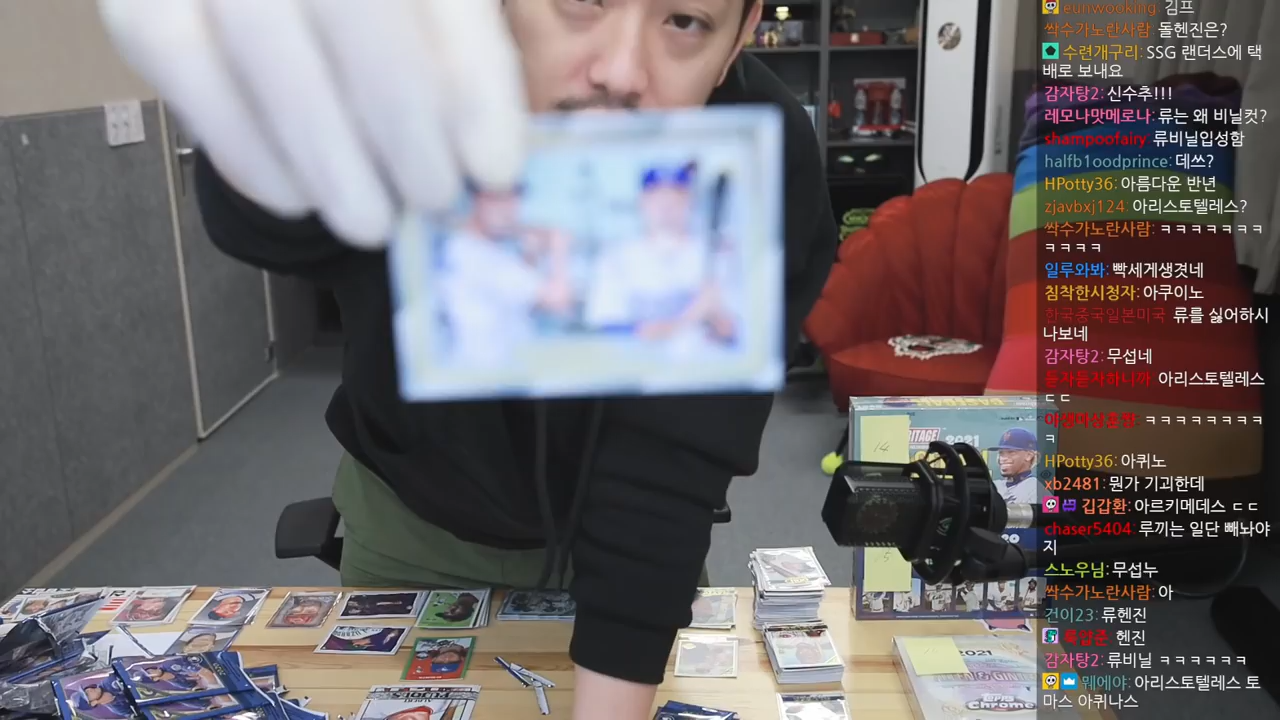 eunwooking: 김프
싹수가노란사람: 돌헨진은?
수련개구리: SSG 랜더스에 택
배로 보내요
감자탕2: 신수추!!!
레모나맛메로나: 류는 왜 비닐컷?
shampoofairy: 류비닐입성함
halfb1oodprince: 데쓰?
HPotty36: 아름다운 반년
zjavbxj124: 아리스토텔레스?
싹수가노란사람: ㅋㅋㅋㅋㅋㅋㅋ
ㅋㅋㅋㅋ
일루와봐: 빡세게생겻네
침착한시청자: 아쿠이노
한국중국일본미국: 류를 싫어하시
나보네
감자탕2: 무섭네
듣자듣자하니까: 아리스토텔레스
ㄷㄷ
ㅋㅋㅋㅋㅋㅋㅋㅋ
ㅋ
HPotty36: 아퀴노
xb2481: 뭔가 기괴한데
김갑환: 아르키메데스 ㄷㄷ
chaser5404: 루끼는 일단 빼놔야
지
스노우님: 무섭누
싹수가노란사람: 아
건이23: 류헨진
헨진
감자탕2: 류비닐 ㅋㅋㅋㅋㅋㅋ
웨에야: 아리스토텔레스 토
마스 아퀴나스
14
ITAGE 2021
15
2021
TOPPS
Chrome